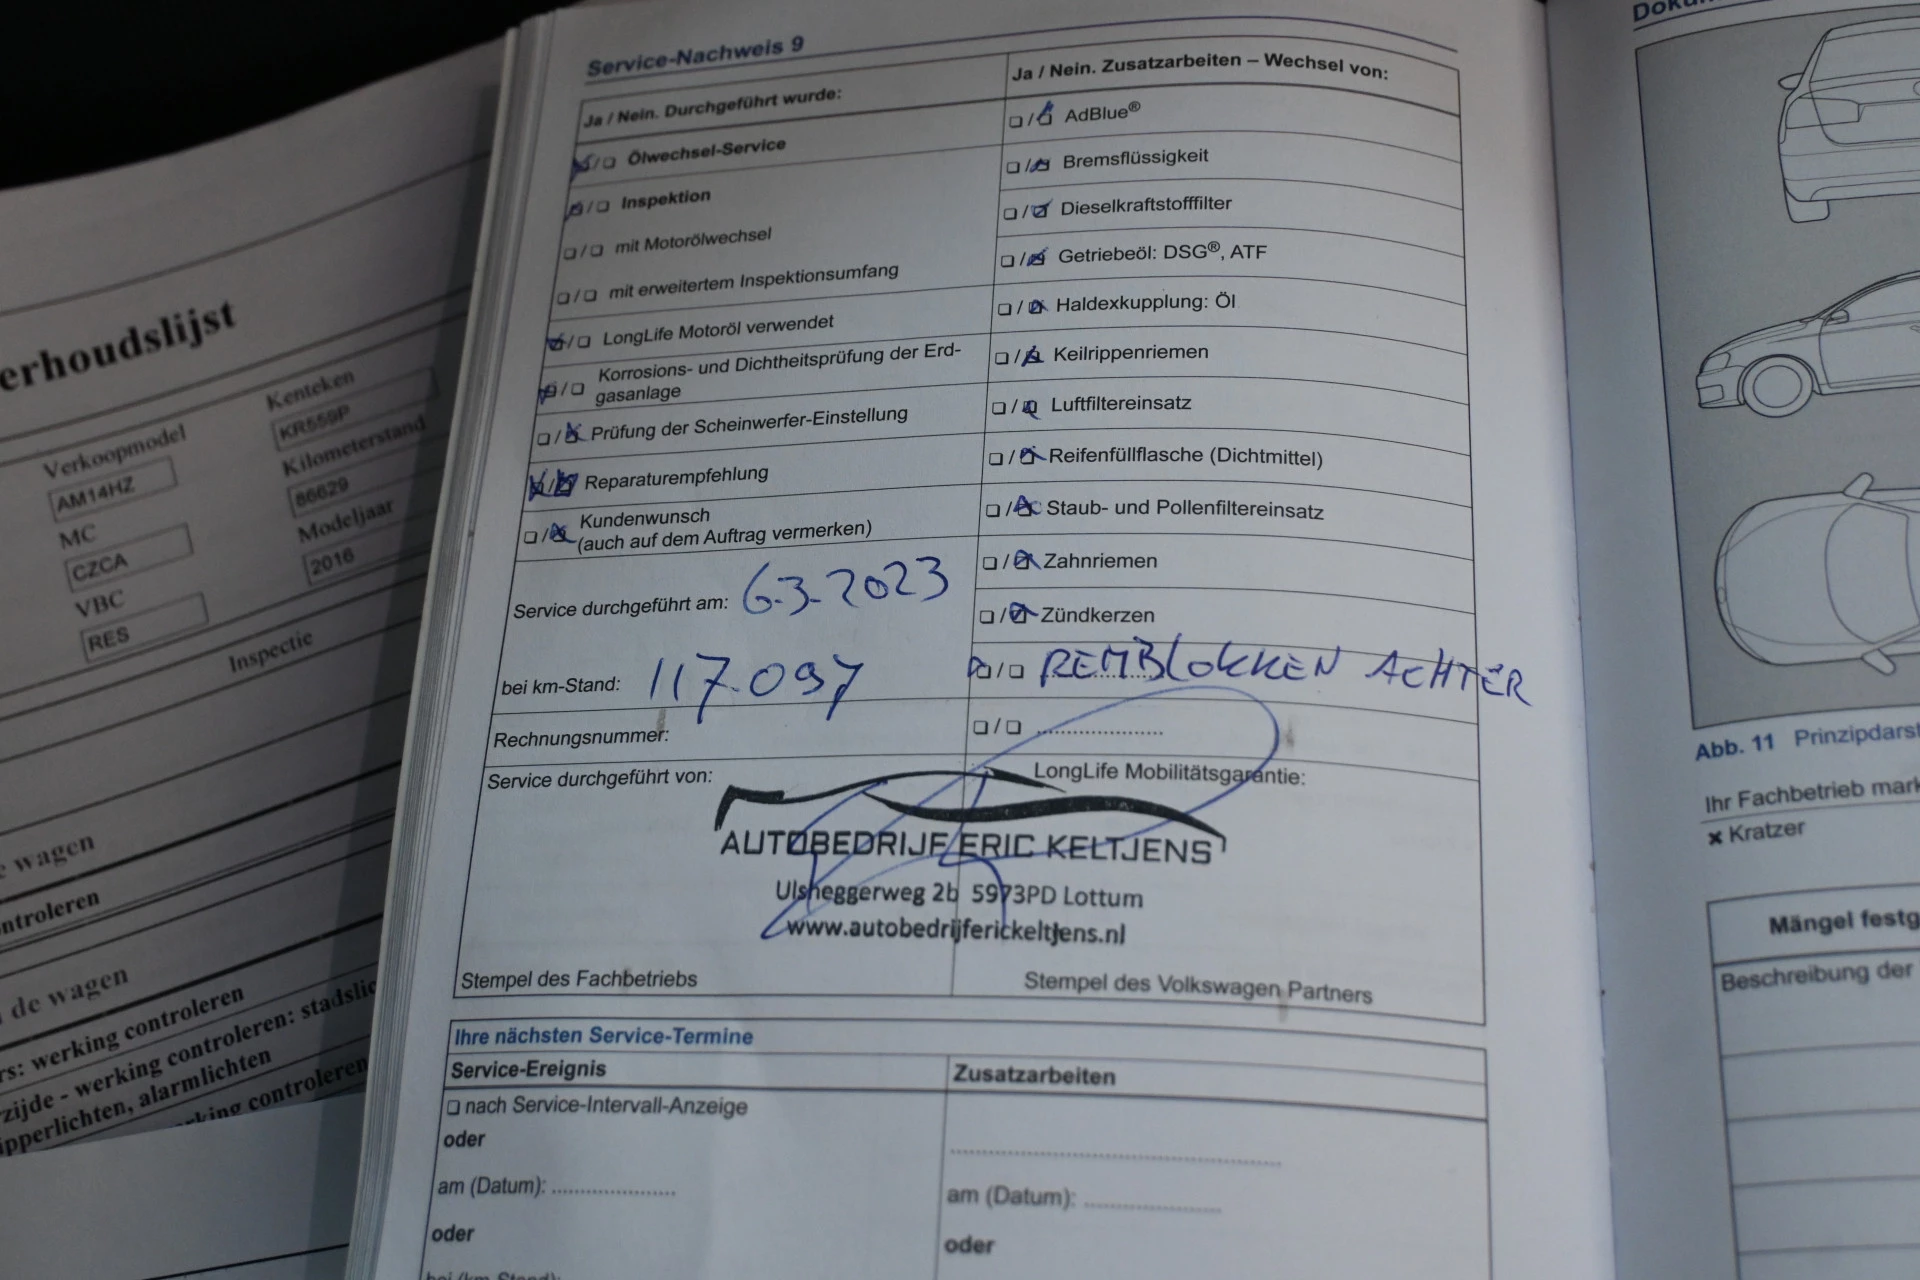 Service-Nachweis 9
Ja / Nein. Durchgeführt wurde:
Ölwechsel-Service
Inspektion
mit Motorölwechsel
mit erweitertem Inspektionsumfang
LongLife Motoröl verwendet
Korrosions- und Dichtheitsprüfung der Erd-
gasanlage
Prüfung der Scheinwerfer-Einstellung
Reparaturempfehlung
Kundenwunsch
(auch auf dem Auftrag vermerken)
Service durchgeführt am: 6-3-2023
bei km-Stand: 117.097
Rechnungsnummer:
Service durchgeführt von:
Ja / Nein. Zusatzarbeiten – Wechsel von:
AdBlue®
Bremsflüssigkeit
Dieselkraftstofffilter
Getriebeöl: DSG®, ATF
Haldexkupplung: Öl
Keilrippenriemen
Luftfiltereinsatz
Reifenfüllflasche (Dichtmittel)
Staub- und Pollenfiltereinsatz
Zahnriemen
Zündkerzen
REMBLOKKEN ACHTER
LongLife Mobilitätsgarantie:
AUTOBEDRIJF ERIC KELTJENS
Ulsheggerweg 2b 5973PD Lottum
www.autobedrijferickeltjens.nl
Stempel des Fachbetriebs
Stempel des Volkswagen Partners
Ihre nächsten Service-Termine
Service-Ereignis
Zusatzarbeiten
nach Service-Intervall-Anzeige
oder
am (Datum):
oder
am (Datum):
oder
erhoudslijst
Verkoopmodel
AM14HZ
MC
CZCA
VBC
RES
Kenteken
KR559P
Kilometerstand
86629
Modeljaar
2016
Inspectie
wagen
ntroleren
de wagen
rs: werking controleren
zijde - werking controleren: stadslic
ipperlichten, alarmlichten
rking controleren
Abb. 11 Prinzipdarst
Ihr Fachbetrieb mark
Kratzer
Mängel festg
Beschreibung der